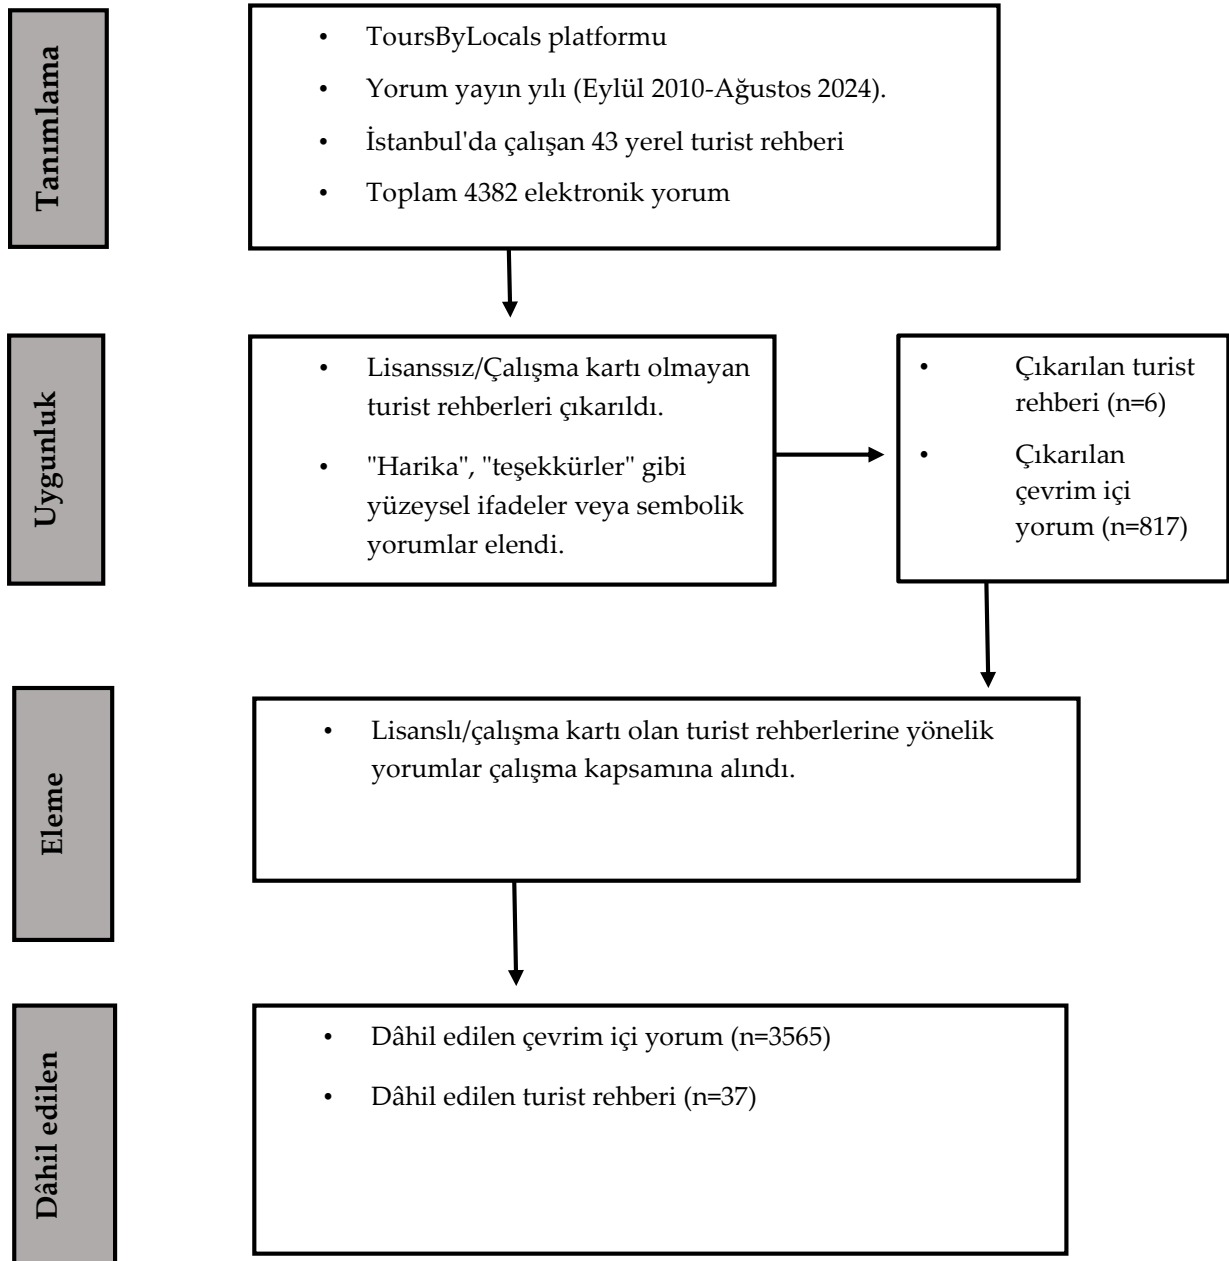 Tanımlama
• ToursByLocals platformu
• Yorum yayın yılı (Eylül 2010-Ağustos 2024).
• İstanbul'da çalışan 43 yerel turist rehberi
• Toplam 4382 elektronik yorum
Uygunluk
• Lisanssız/Çalışma kartı olmayan
turist rehberleri çıkarıldı.
• "Harika", "teşekkürler" gibi
yüzeysel ifadeler veya sembolik
yorumlar elendi.
• Çıkarılan turist
rehberi (n=6)
• Çıkarılan
çevrim içi
yorum (n=817)
Eleme
• Lisanslı/çalışma kartı olan turist rehberlerine yönelik
yorumlar çalışma kapsamına alındı.
Dâhil edilen
• Dâhil edilen çevrim içi yorum (n=3565)
• Dâhil edilen turist rehberi (n=37)